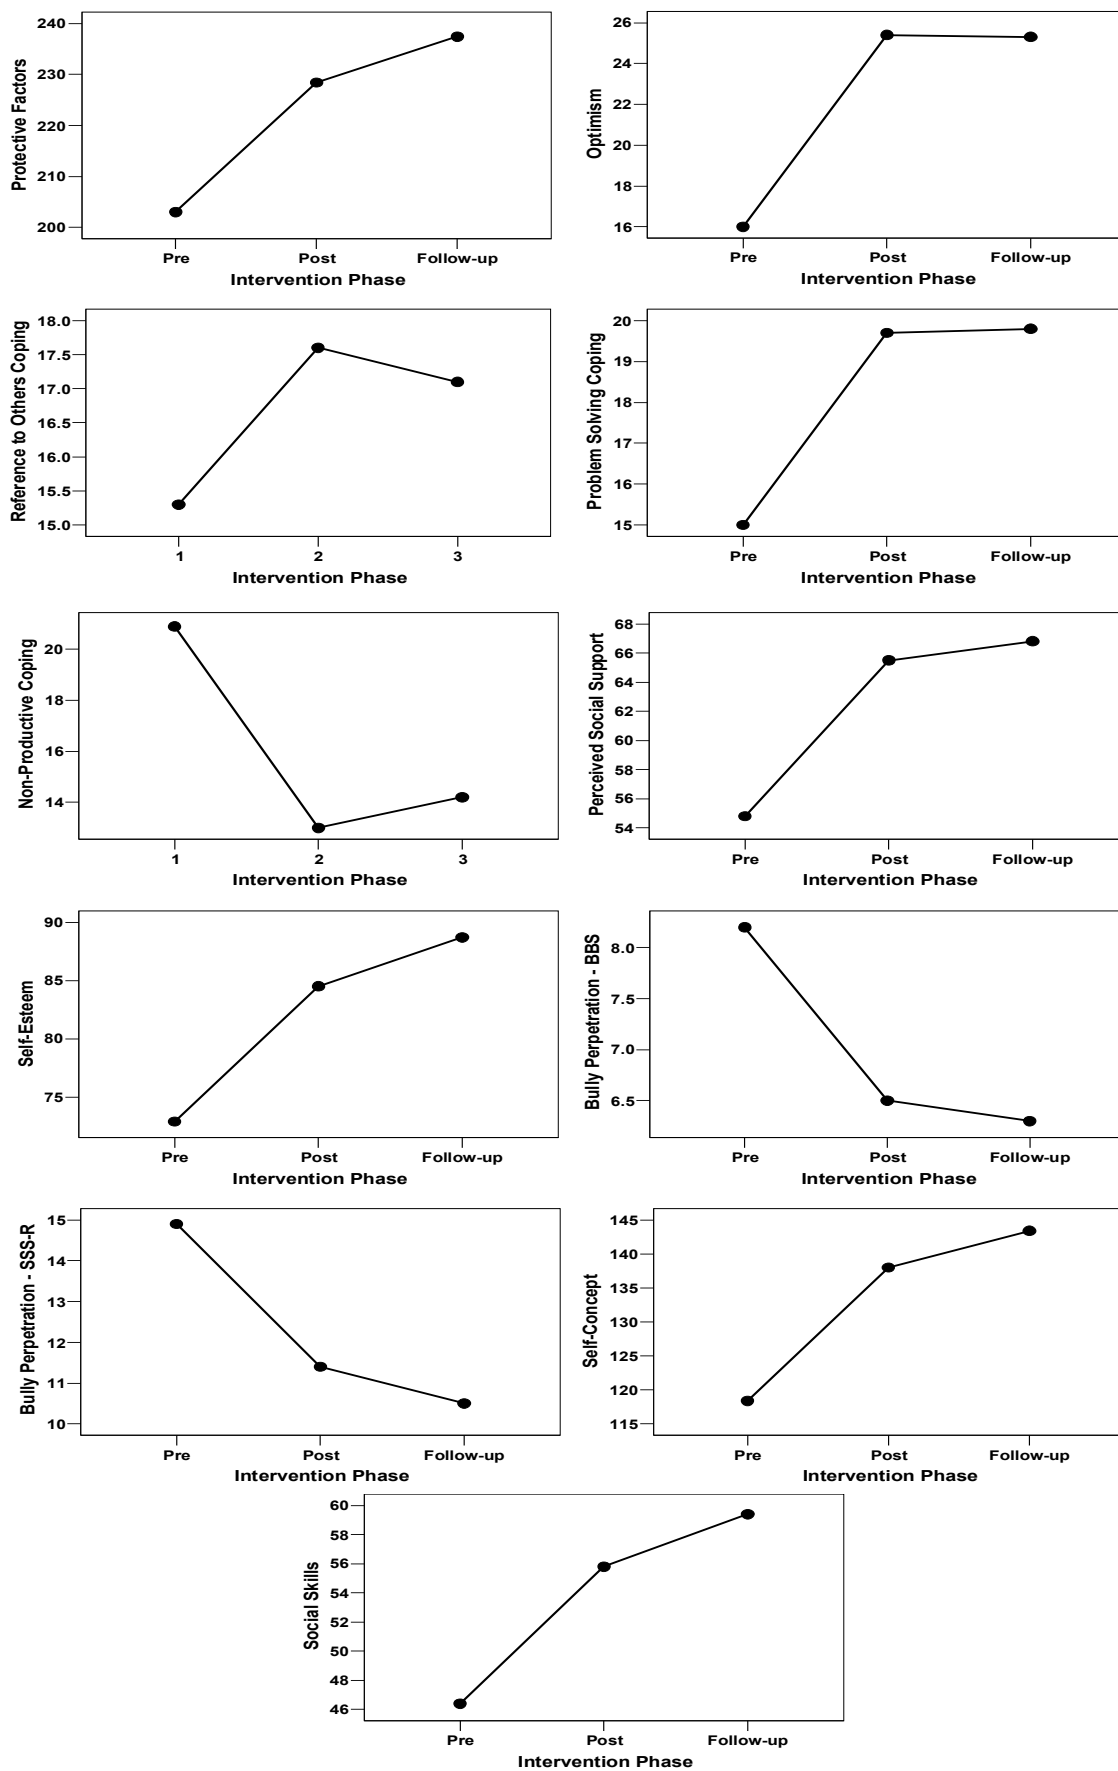 Protective Factors
240
230
220
210
200
Pre Post Follow-up
Intervention Phase
Optimism
26
24
22
20
18
16
Pre Post Follow-up
Intervention Phase
Reference to Others Coping
18.0
17.5
17.0
16.5
16.0
15.5
15.0
1 2 3
Intervention Phase
Problem Solving Coping
20
19
18
17
16
15
Pre Post Follow-up
Intervention Phase
Non-Productive Coping
20
18
16
14
1 2 3
Intervention Phase
Perceived Social Support
68
66
64
62
60
58
56
54
Pre Post Follow-up
Intervention Phase
Self-Esteem
90
85
80
75
Pre Post Follow-up
Intervention Phase
Bully Perpetration - BBS
8.0
7.5
7.0
6.5
Pre Post Follow-up
Intervention Phase
Bully Perpetration - SSS-R
15
14
13
12
11
10
Pre Post Follow-up
Intervention Phase
Self-Concept
145
140
135
130
125
120
115
Pre Post Follow-up
Intervention Phase
Social Skills
60
58
56
54
52
50
48
46
Pre Post Follow-up
Intervention Phase